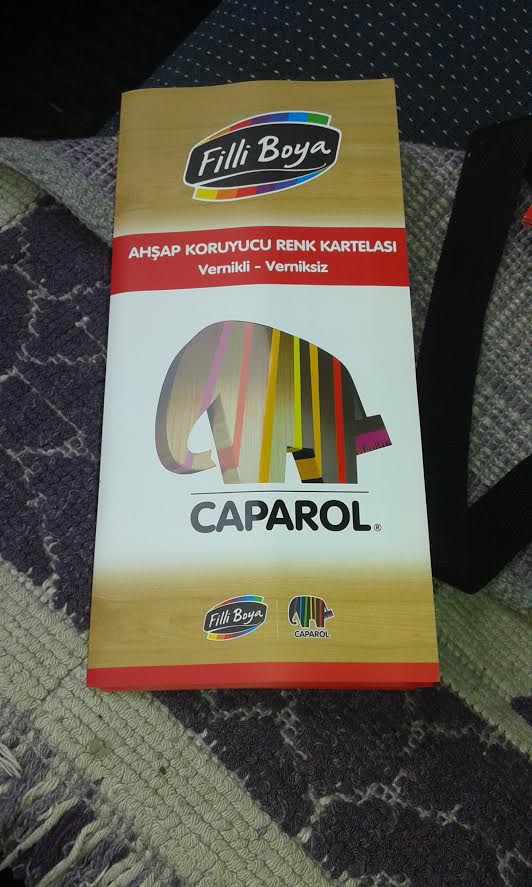 Filli Boya
AHŞAP KORUYUCU RENK KARTELASI
Vernikli - Verniksiz
CAPAROL®
Filli Boya
CAPAROL